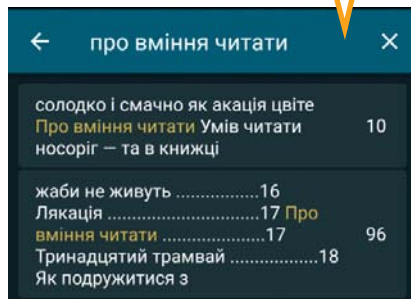 про вміння читати
солодко і смачно як акація цвіте
Про вміння читати Умів читати
носоріг — та в книжці
10
жаби не живуть .................16
Лякація ..............................17 Про
вміння читати ....................17
Тринадцятий трамвай ..................18
Як подружитися з
96